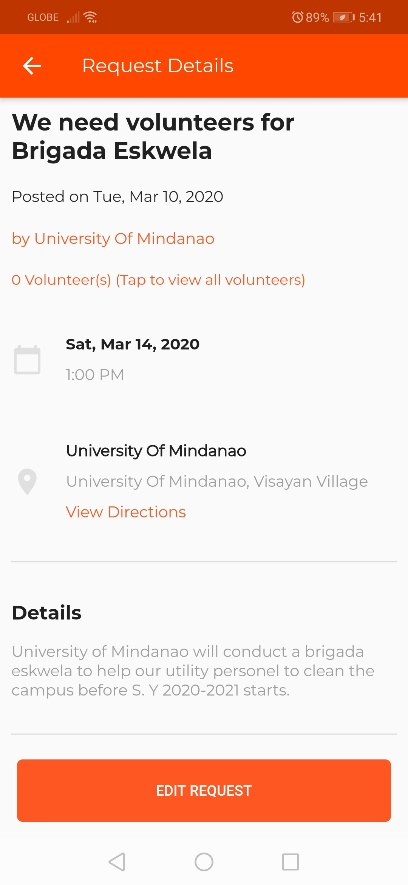 GLOBE 89% 5:41
Request Details
We need volunteers for
Brigada Eskwela
Posted on Tue, Mar 10, 2020
by University Of Mindanao
0 Volunteer(s) (Tap to view all volunteers)
Sat, Mar 14, 2020
1:00 PM
University Of Mindanao
University Of Mindanao, Visayan Village
View Directions
Details
University of Mindanao will conduct a brigada
eskwela to help our utility personel to clean the
campus before S. Y 2020-2021 starts.
EDIT REQUEST